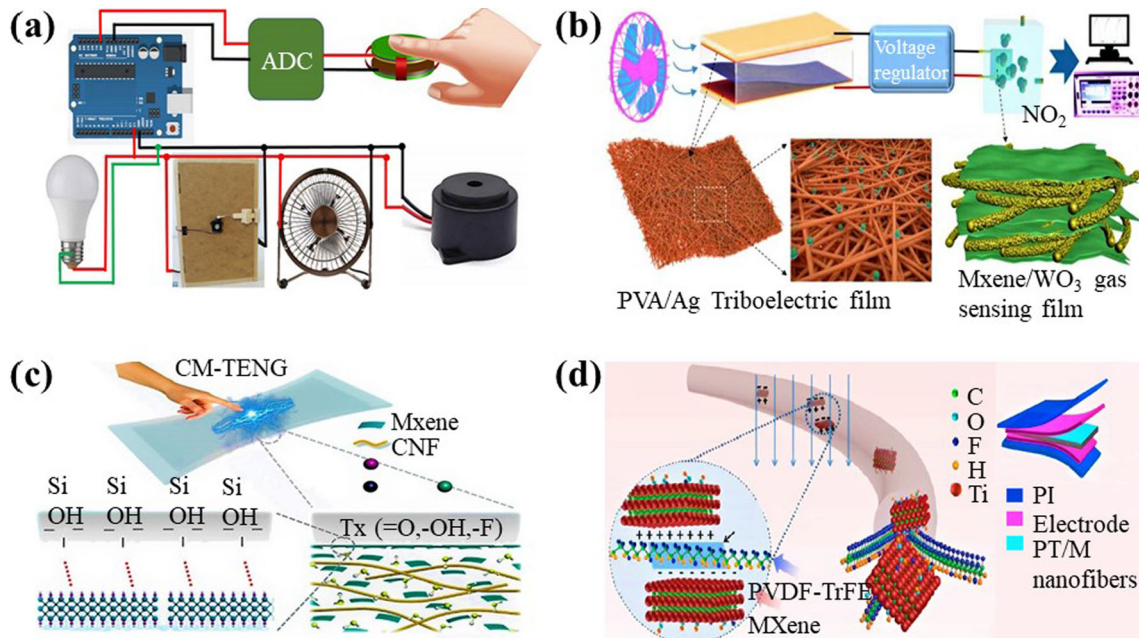 (a)
ADC
(b)
Voltage
regulator
NO₂
PVA/Ag Triboelectric film
Mxene/WO₃ gas
sensing film
(c)
CM-TENG
Mxene
CNF
Si Si Si Si
OH OH OH OH
Tx (=O,-OH,-F)
(d)
C
O
F
H
Ti
PI
Electrode
PT/M
nanofibers
PVDF-TrFE
MXene